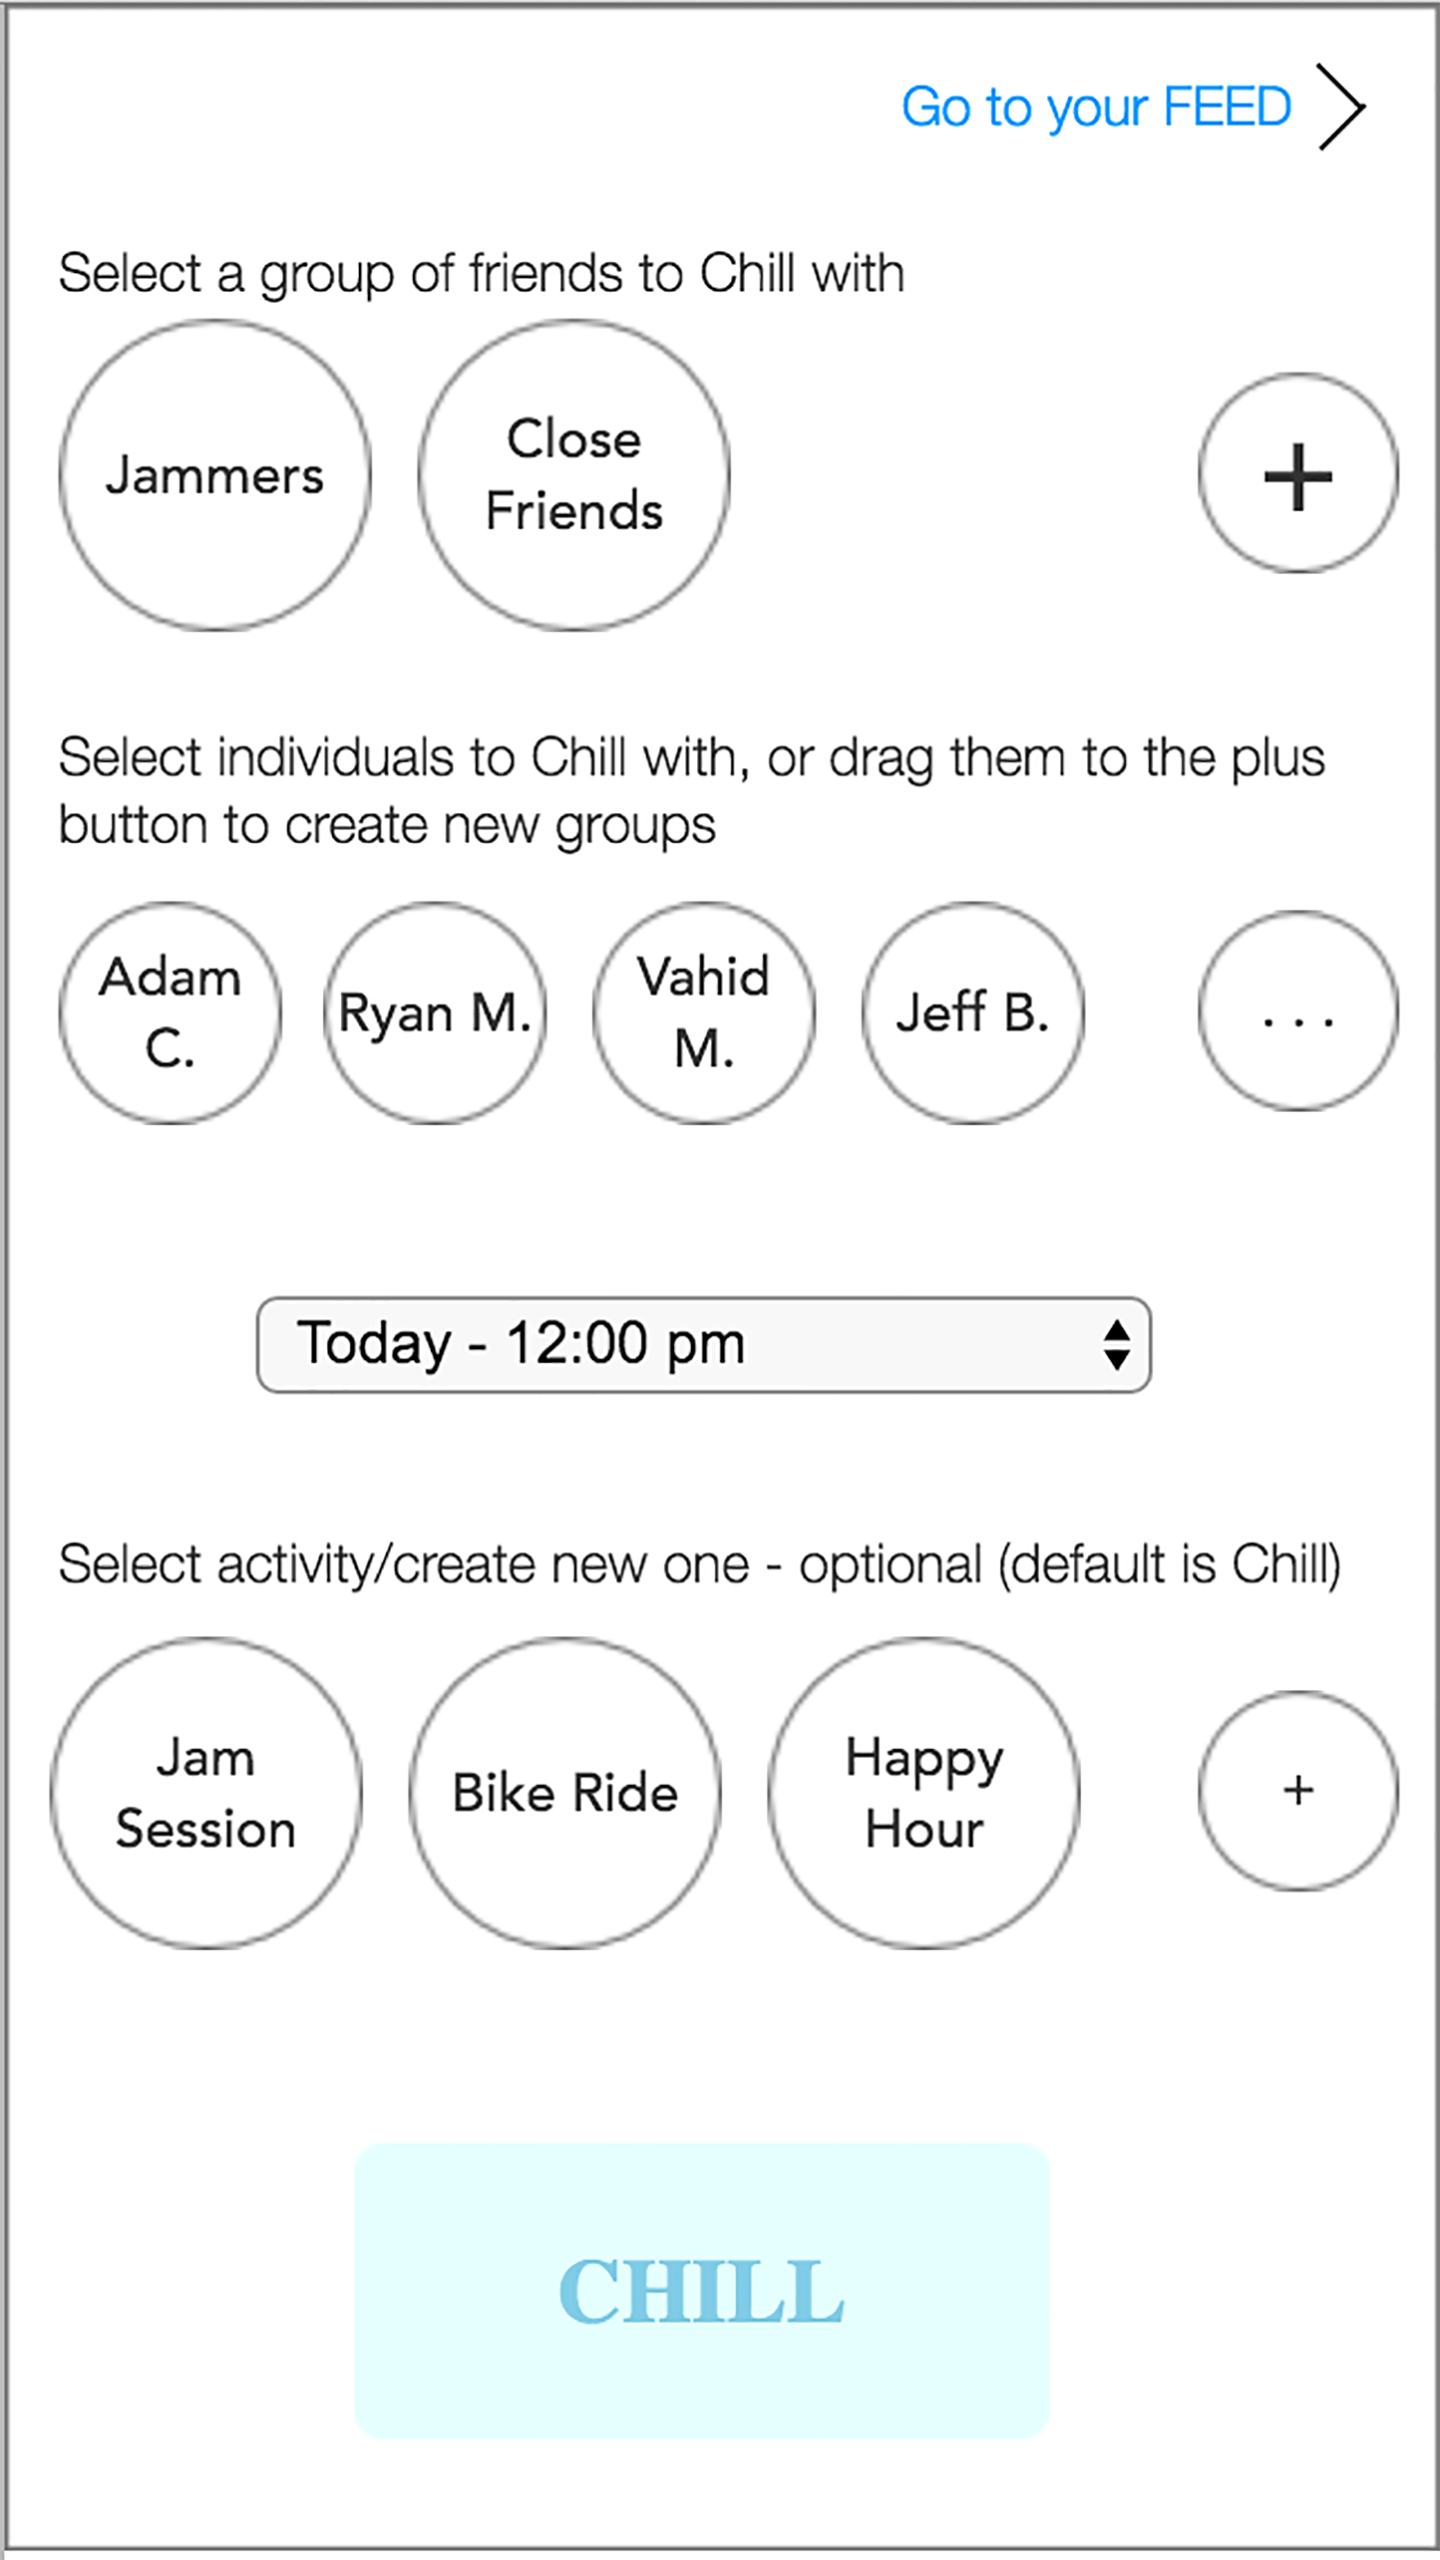 Go to your FEED
Select a group of friends to Chill with
Jammers
Close
Friends
+
Select individuals to Chill with, or drag them to the plus
button to create new groups
Adam
C.
Ryan M.
Vahid
M.
Jeff B.
...
Today - 12:00 pm
Select activity/create new one - optional (default is Chill)
Jam
Session
Bike Ride
Happy
Hour
+
CHILL